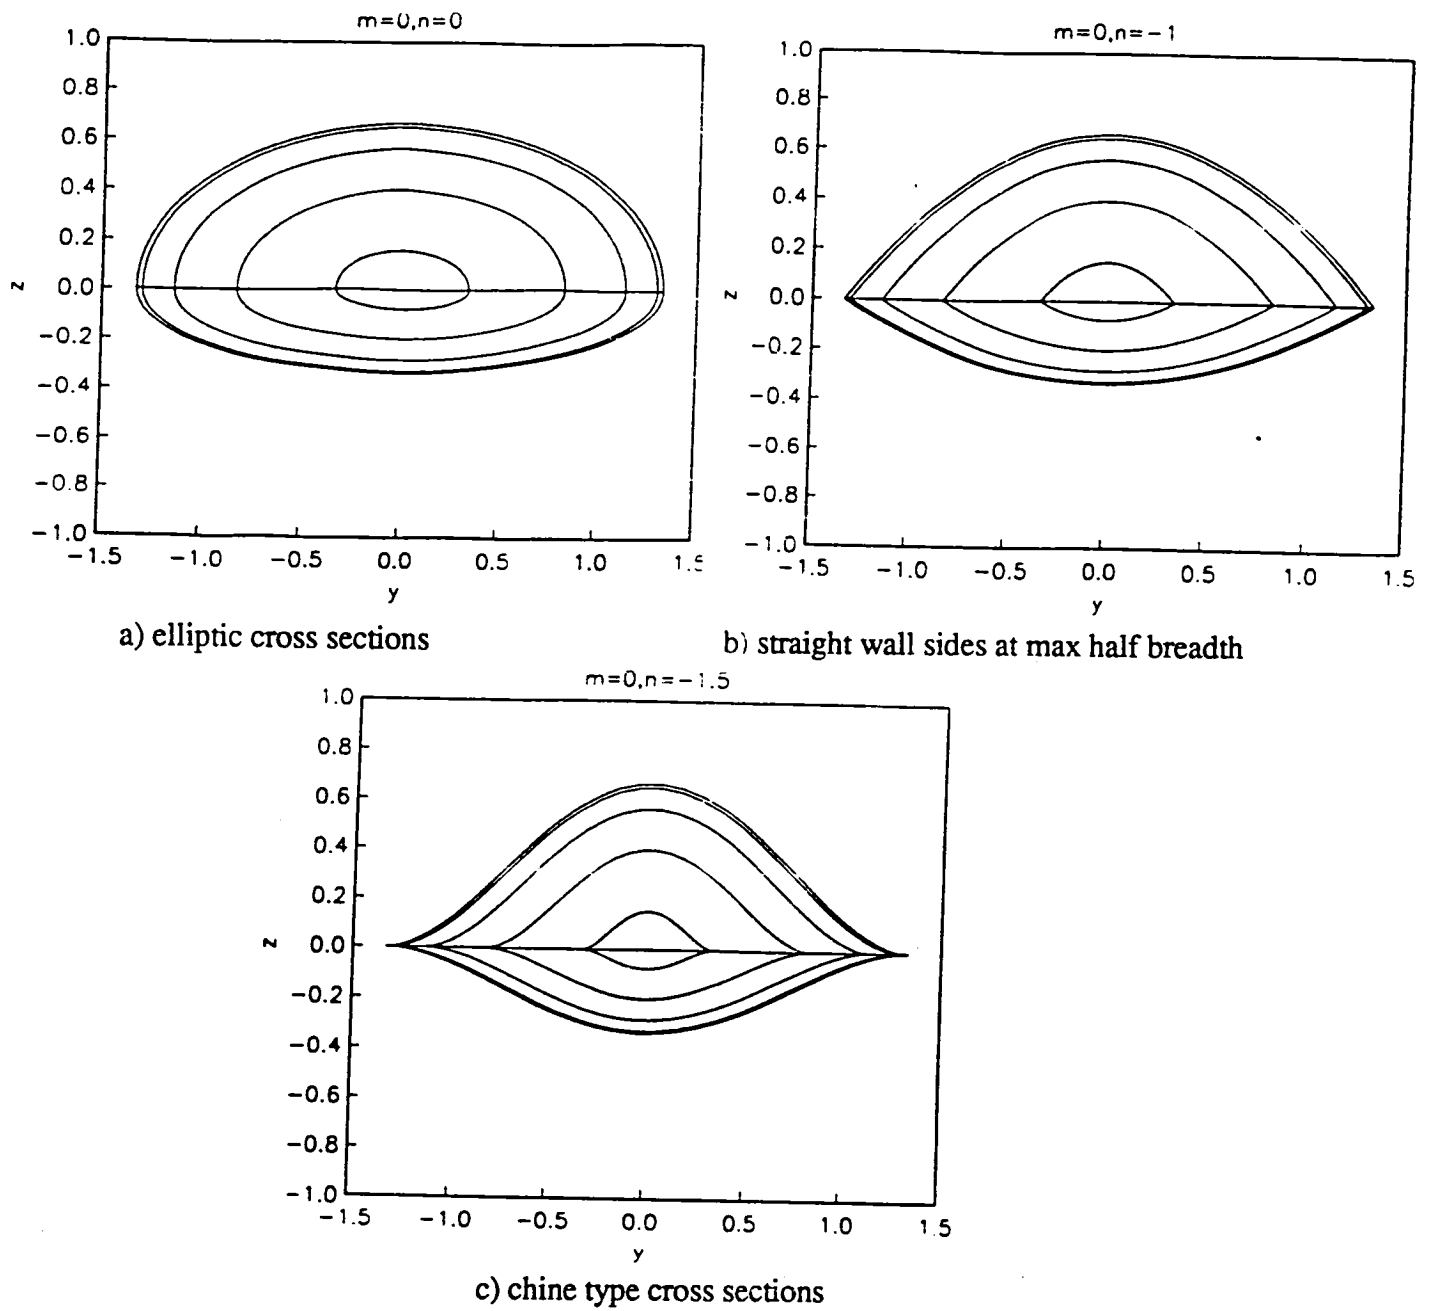 m=0,n=0
1.0
0.8
0.6
0.4
0.2
0.0
−0.2
−0.4
−0.6
−0.8
−1.0
z
−1.5 −1.0 −0.5 0.0 0.5 1.0 1.5
y
a) elliptic cross sections
m=0,n=−1
1.0
0.8
0.6
0.4
0.2
0.0
−0.2
−0.4
−0.6
−0.8
−1.0
z
−1.5 −1.0 −0.5 0.0 0.5 1.0 1.5
y
b) straight wall sides at max half breadth
m=0,n=−1.5
1.0
0.8
0.6
0.4
0.2
0.0
−0.2
−0.4
−0.6
−0.8
−1.0
z
−1.5 −1.0 −0.5 0.0 0.5 1.0 1.5
y
c) chine type cross sections